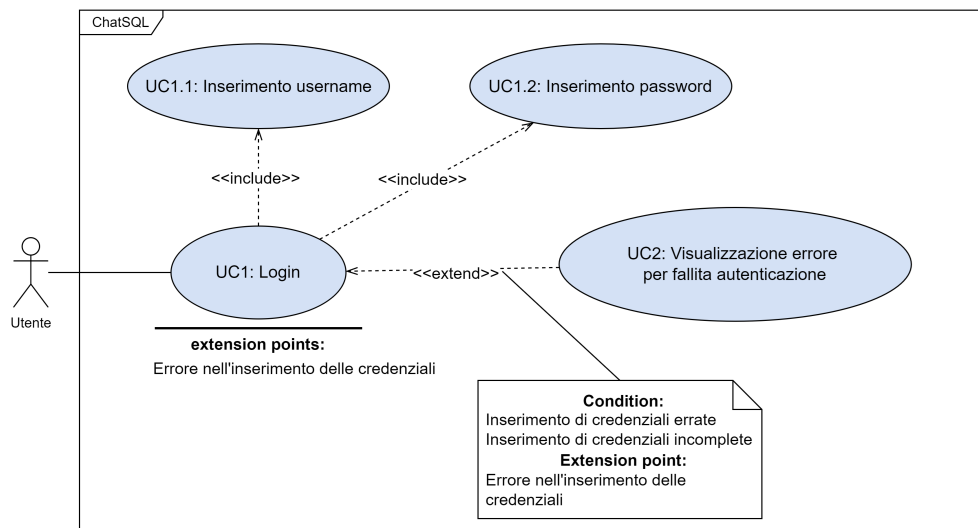 ChatSQL
UC1.1: Inserimento username
UC1.2: Inserimento password
<<include>>
<<include>>
UC1: Login
<<extend>>
UC2: Visualizzazione errore
per fallita autenticazione
Utente
extension points:
Errore nell'inserimento delle credenziali
Condition:
Inserimento di credenziali errate
Inserimento di credenziali incomplete
Extension point:
Errore nell'inserimento delle
credenziali